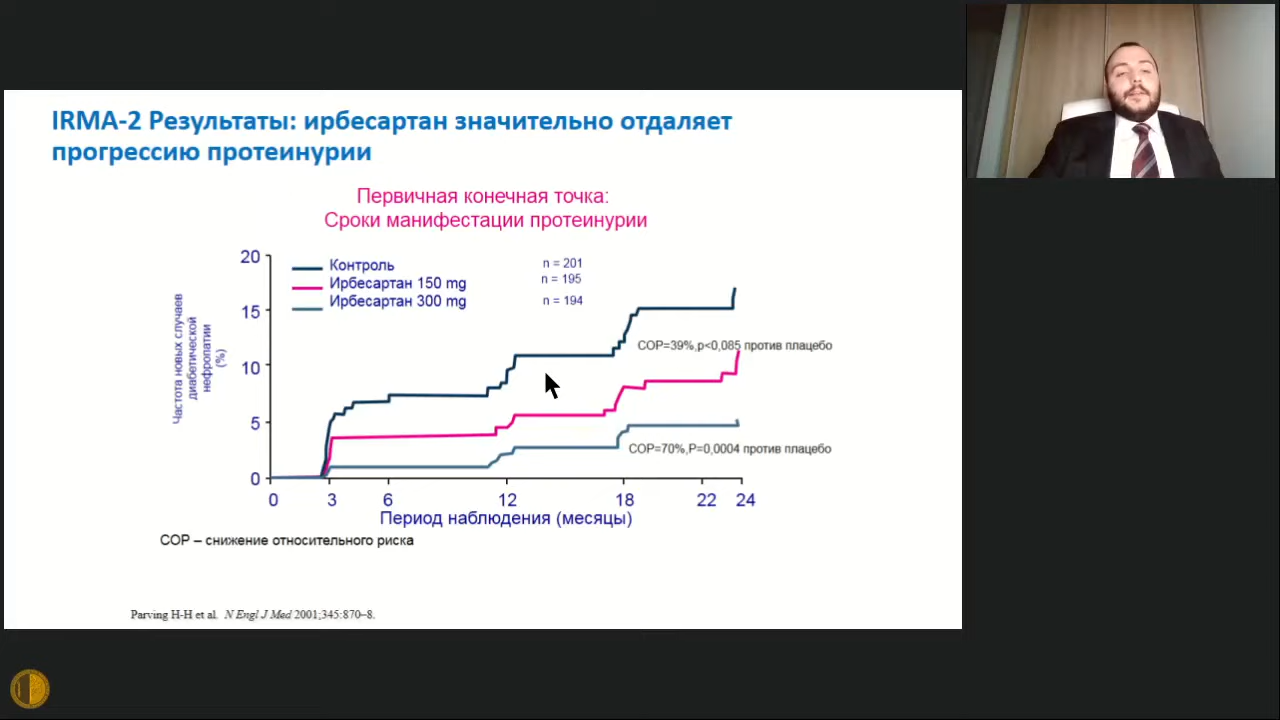 IRMA-2 Результаты: ирбесартан значительно отдаляет
прогрессию протеинурии
Первичная конечная точка:
Сроки манифестации протеинурии
Частота новых случаев
диабетической
нефропатии
(%)
20
15
10
5
0
Контроль n = 201
Ирбесартан 150 mg n = 195
Ирбесартан 300 mg n = 194
СОР=39%,p<0,085 против плацебо
СОР=70%,P=0,0004 против плацебо
0 3 6 12 18 22 24
Период наблюдения (месяцы)
СОР – снижение относительного риска
Parving H-H et al. N Engl J Med 2001;345:870–8.